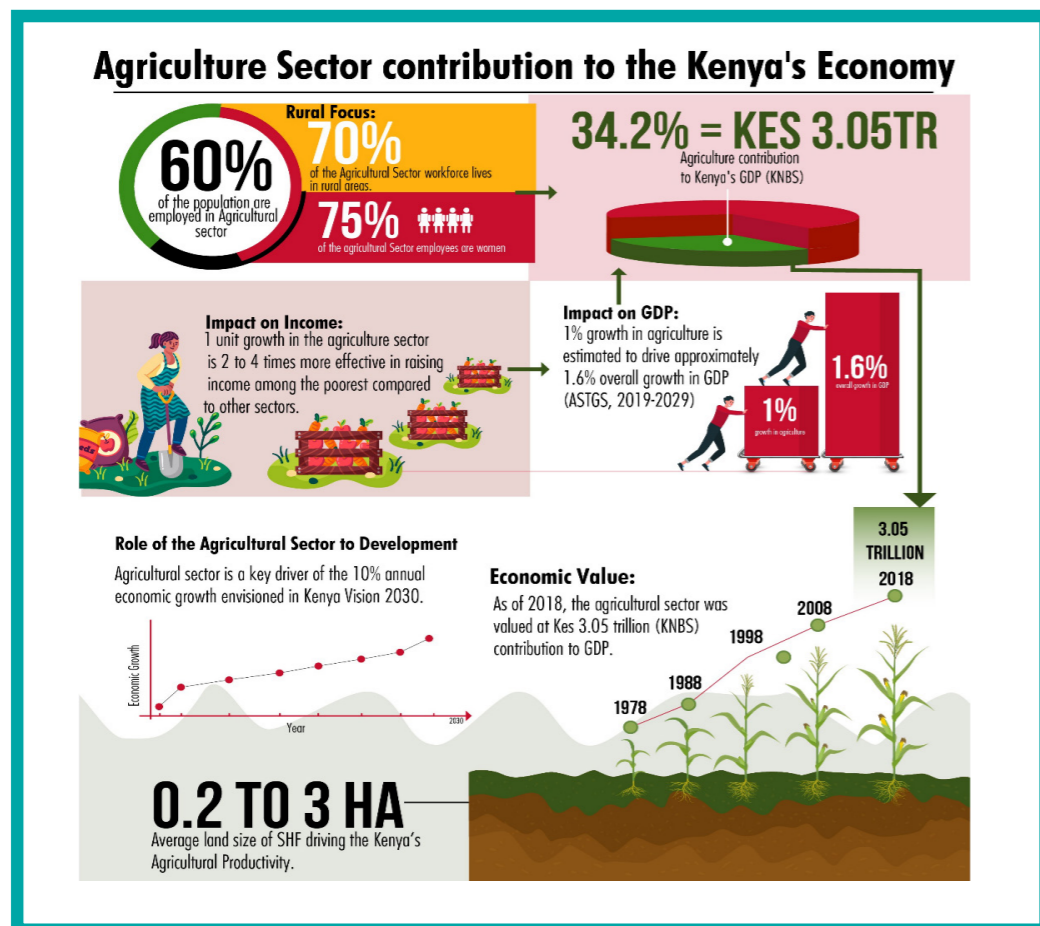 Agriculture Sector contribution to the Kenya's Economy
60%
of the population are
employed in Agricultural
sector
Rural Focus:
70%
of the Agricultural Sector workforce lives
in rural areas.
75%
of the agricultural Sector employees are women
34.2% = KES 3.05TR
Agriculture contribution
to Kenya's GDP (KNBS)
Impact on Income:
1 unit growth in the agriculture sector
is 2 to 4 times more effective in raising
income among the poorest compared
to other sectors.
eds
Impact on GDP:
1% growth in agriculture is
estimated to drive approximately
1.6% overall growth in GDP
(ASTGS, 2019-2029)
1%
growth in agriculture
1.6%
overall growth in GDP
Role of the Agricultural Sector to Development
Agricultural sector is a key driver of the 10% annual
economic growth envisioned in Kenya Vision 2030.
Economic Growth
Year
2030
Economic Value:
As of 2018, the agricultural sector was
valued at Kes 3.05 trillion (KNBS)
contribution to GDP.
1978
1988
1998
2008
3.05
TRILLION
2018
0.2 TO 3 HA
Average land size of SHF driving the Kenya's
Agricultural Productivity.